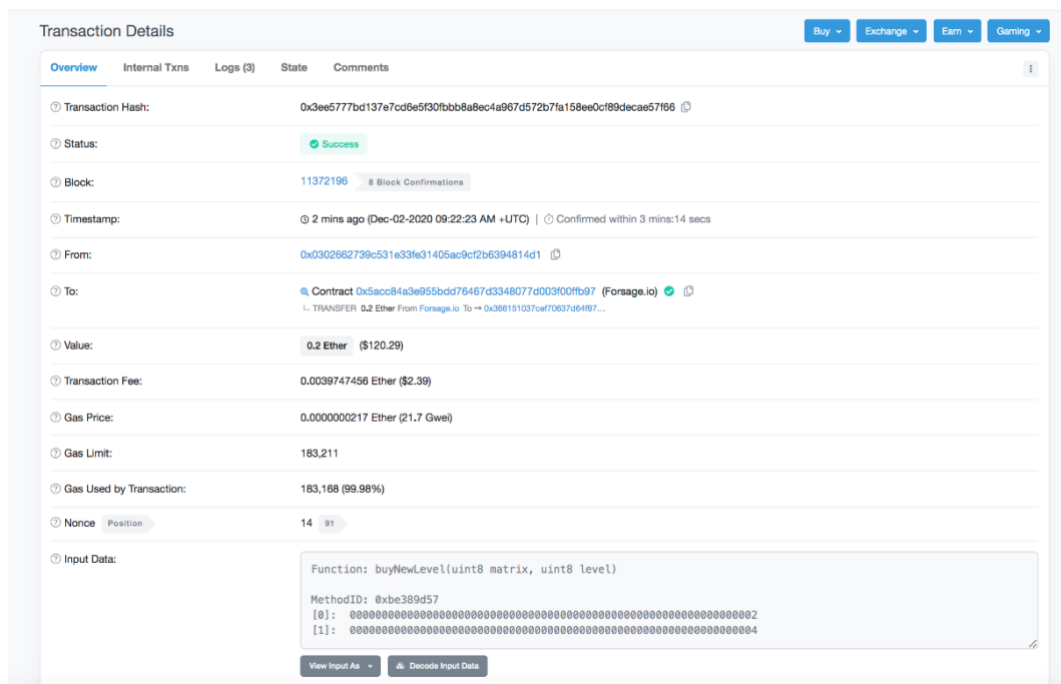 Transaction Details
Buy Exchange Earn Gaming
Overview Internal Txns Logs (3) State Comments
Transaction Hash: 0x3ee5777bd137e7cd6e5f30fbbb8a8ec4a967d572b7fa158ee0cf89decae57f66
Status: Success
Block: 11372196 8 Block Confirmations
Timestamp: 2 mins ago (Dec-02-2020 09:22:23 AM +UTC) | Confirmed within 3 mins:14 secs
From: 0x0302662739c531e33fe31405ac9cf2b6394814d1
To: Contract 0x5acc84a3e955bdd76467d3348077d003f00ffb97 (Forsage.io)
TRANSFER 0.2 Ether From Forsage.io To → 0x366151037cef70637d64f97...
Value: 0.2 Ether ($120.29)
Transaction Fee: 0.0039747456 Ether ($2.39)
Gas Price: 0.0000000217 Ether (21.7 Gwei)
Gas Limit: 183,211
Gas Used by Transaction: 183,168 (99.98%)
Nonce Position 14 91
Input Data:
Function: buyNewLevel(uint8 matrix, uint8 level)
MethodID: 0xbe389d57
[0]: 0000000000000000000000000000000000000000000000000000000000000002
[1]: 0000000000000000000000000000000000000000000000000000000000000004
View Input As Decode Input Data